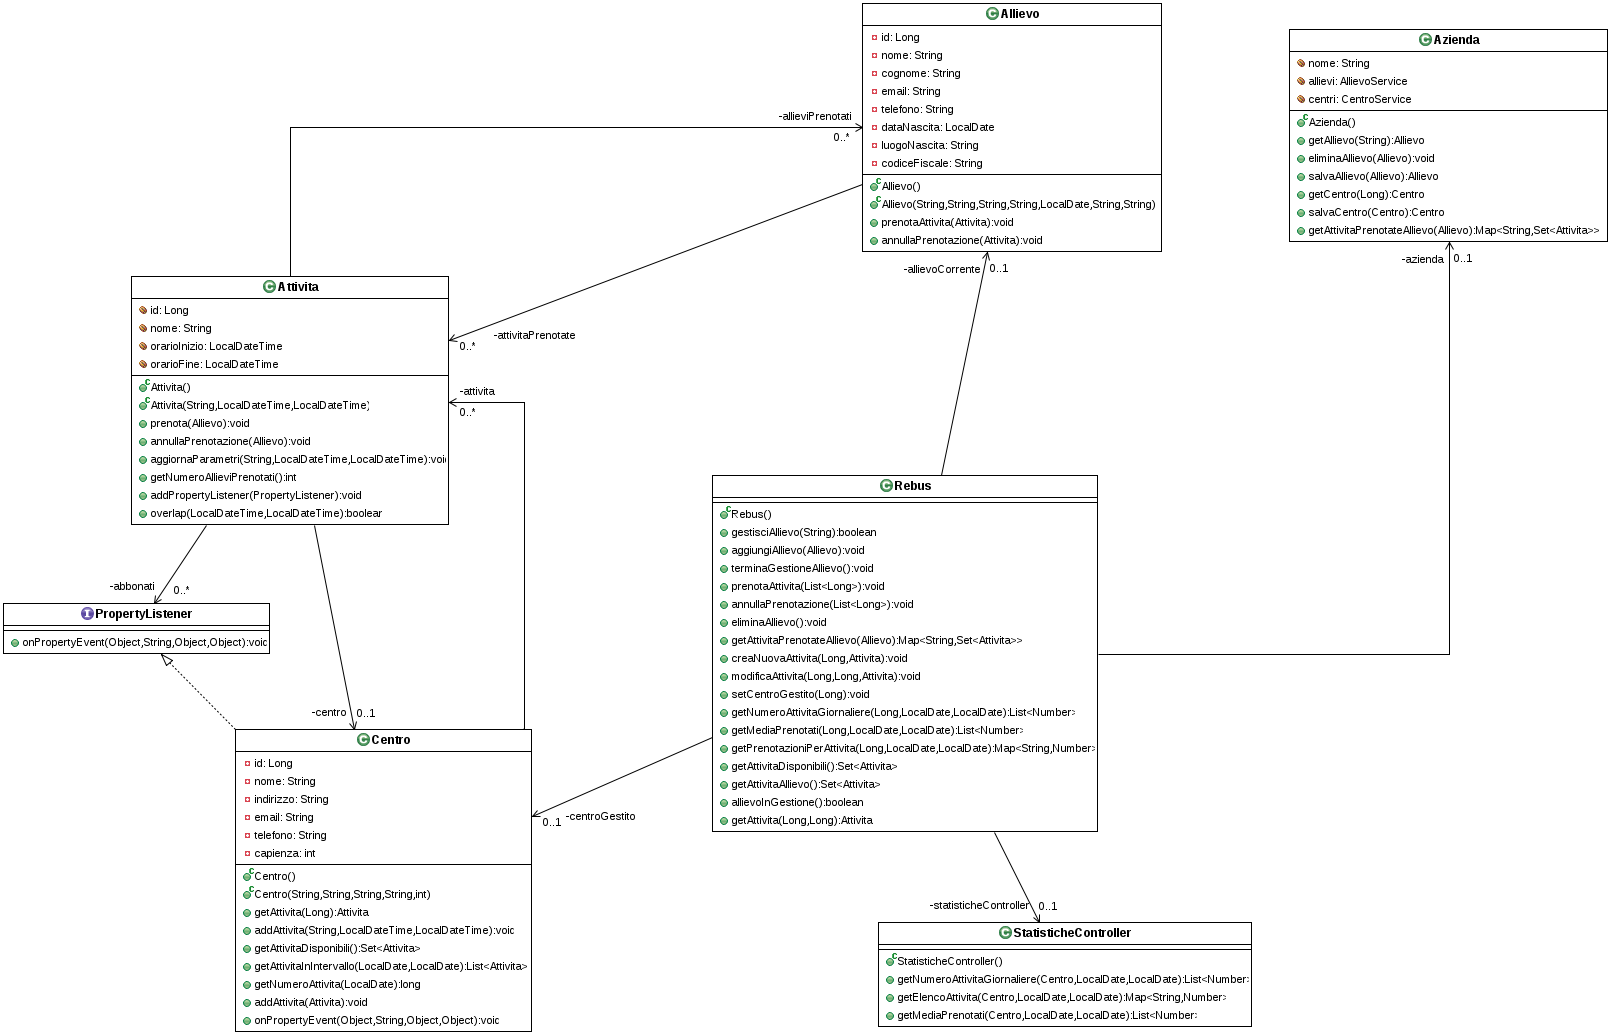 Allievo
id: Long
nome: String
cognome: String
email: String
telefono: String
dataNascita: LocalDate
luogoNascita: String
codiceFiscale: String
Allievo()
Allievo(String,String,String,String,LocalDate,String,String)
prenotaAttivita(Attivita):void
annullaPrenotazione(Attivita):void
Azienda
nome: String
allievi: AllievoService
centri: CentroService
Azienda()
getAllievo(String):Allievo
eliminaAllievo(Allievo):void
salvaAllievo(Allievo):Allievo
getCentro(Long):Centro
salvaCentro(Centro):Centro
getAttivitaPrenotateAllievo(Allievo):Map<String,Set<Attivita>>
-allieviPrenotati
0..*
-allievoCorrente
0..1
-azienda
0..1
Attivita
id: Long
nome: String
orarioInizio: LocalDateTime
orarioFine: LocalDateTime
Attivita()
Attivita(String,LocalDateTime,LocalDateTime)
prenota(Allievo):void
annullaPrenotazione(Allievo):void
aggiornaParametri(String,LocalDateTime,LocalDateTime):voi
getNumeroAllieviPrenotati():int
addPropertyListener(PropertyListener):void
overlap(LocalDateTime,LocalDateTime):boolear
-attivitaPrenotate
0..*
-attivita
0..*
Rebus
Rebus()
gestisciAllievo(String):boolean
aggiungiAllievo(Allievo):void
terminaGestioneAllievo():void
prenotaAttivita(List<Long>):void
annullaPrenotazione(List<Long>):void
eliminaAllievo():void
getAttivitaPrenotateAllievo(Allievo):Map<String,Set<Attivita>>
creaNuovaAttivita(Long,Attivita):void
modificaAttivita(Long,Long,Attivita):void
setCentroGestito(Long):void
getNumeroAttivitaGiornaliere(Long,LocalDate,LocalDate):List<Number>
getMediaPrenotati(Long,LocalDate,LocalDate):List<Number>
getPrenotazioniPerAttivita(Long,LocalDate,LocalDate):Map<String,Number>
getAttivitaDisponibili():Set<Attivita>
getAttivitaAllievo():Set<Attivita>
allievoInGestione():boolean
getAttivita(Long,Long):Attivita
-abbonati
0..*
PropertyListener
onPropertyEvent(Object,String,Object,Object):void
-centro
0..1
Centro
id: Long
nome: String
indirizzo: String
email: String
telefono: String
capienza: int
Centro()
Centro(String,String,String,String,int)
getAttivita(Long):Attivita
addAttivita(String,LocalDateTime,LocalDateTime):void
getAttivitaDisponibili():Set<Attivita>
getAttivitaInIntervallo(LocalDate,LocalDate):List<Attivita>
getNumeroAttivita(LocalDate):long
addAttivita(Attivita):void
onPropertyEvent(Object,String,Object,Object):void
0..1
-centroGestito
-statisticheController
0..1
StatisticheController
StatisticheController()
getNumeroAttivitaGiornaliere(Centro,LocalDate,LocalDate):List<Number>
getElencoAttivita(Centro,LocalDate,LocalDate):Map<String,Number>
getMediaPrenotati(Centro,LocalDate,LocalDate):List<Number>